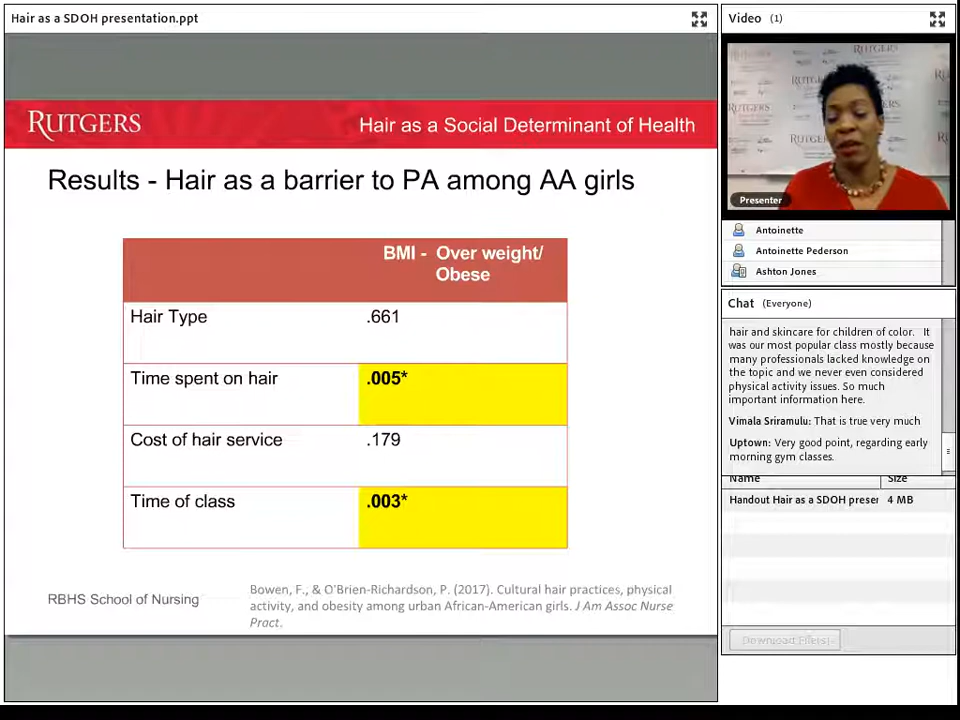 Hair as a SDOH presentation.ppt
RUTGERS
Hair as a Social Determinant of Health
Results - Hair as a barrier to PA among AA girls
BMI - Over weight/
Obese
Hair Type .661
Time spent on hair .005*
Cost of hair service .179
Time of class .003*
RBHS School of Nursing
Bowen, F., & O'Brien-Richardson, P. (2017). Cultural hair practices, physical
activity, and obesity among urban African-American girls. J Am Assoc Nurse
Pract.
Video (1)
RUTGERS
Presenter
Antoinette
Antoinette Pederson
Ashton Jones
Chat (Everyone)
hair and skincare for children of color. It
was our most popular class mostly because
many professionals lacked knowledge on
the topic and we never even considered
physical activity issues. So much
important information here.
Vimala Sriramulu: That is true very much
Uptown: Very good point, regarding early
morning gym classes.
Name Size
Handout Hair as a SDOH preser 4 MB
Download File(s)